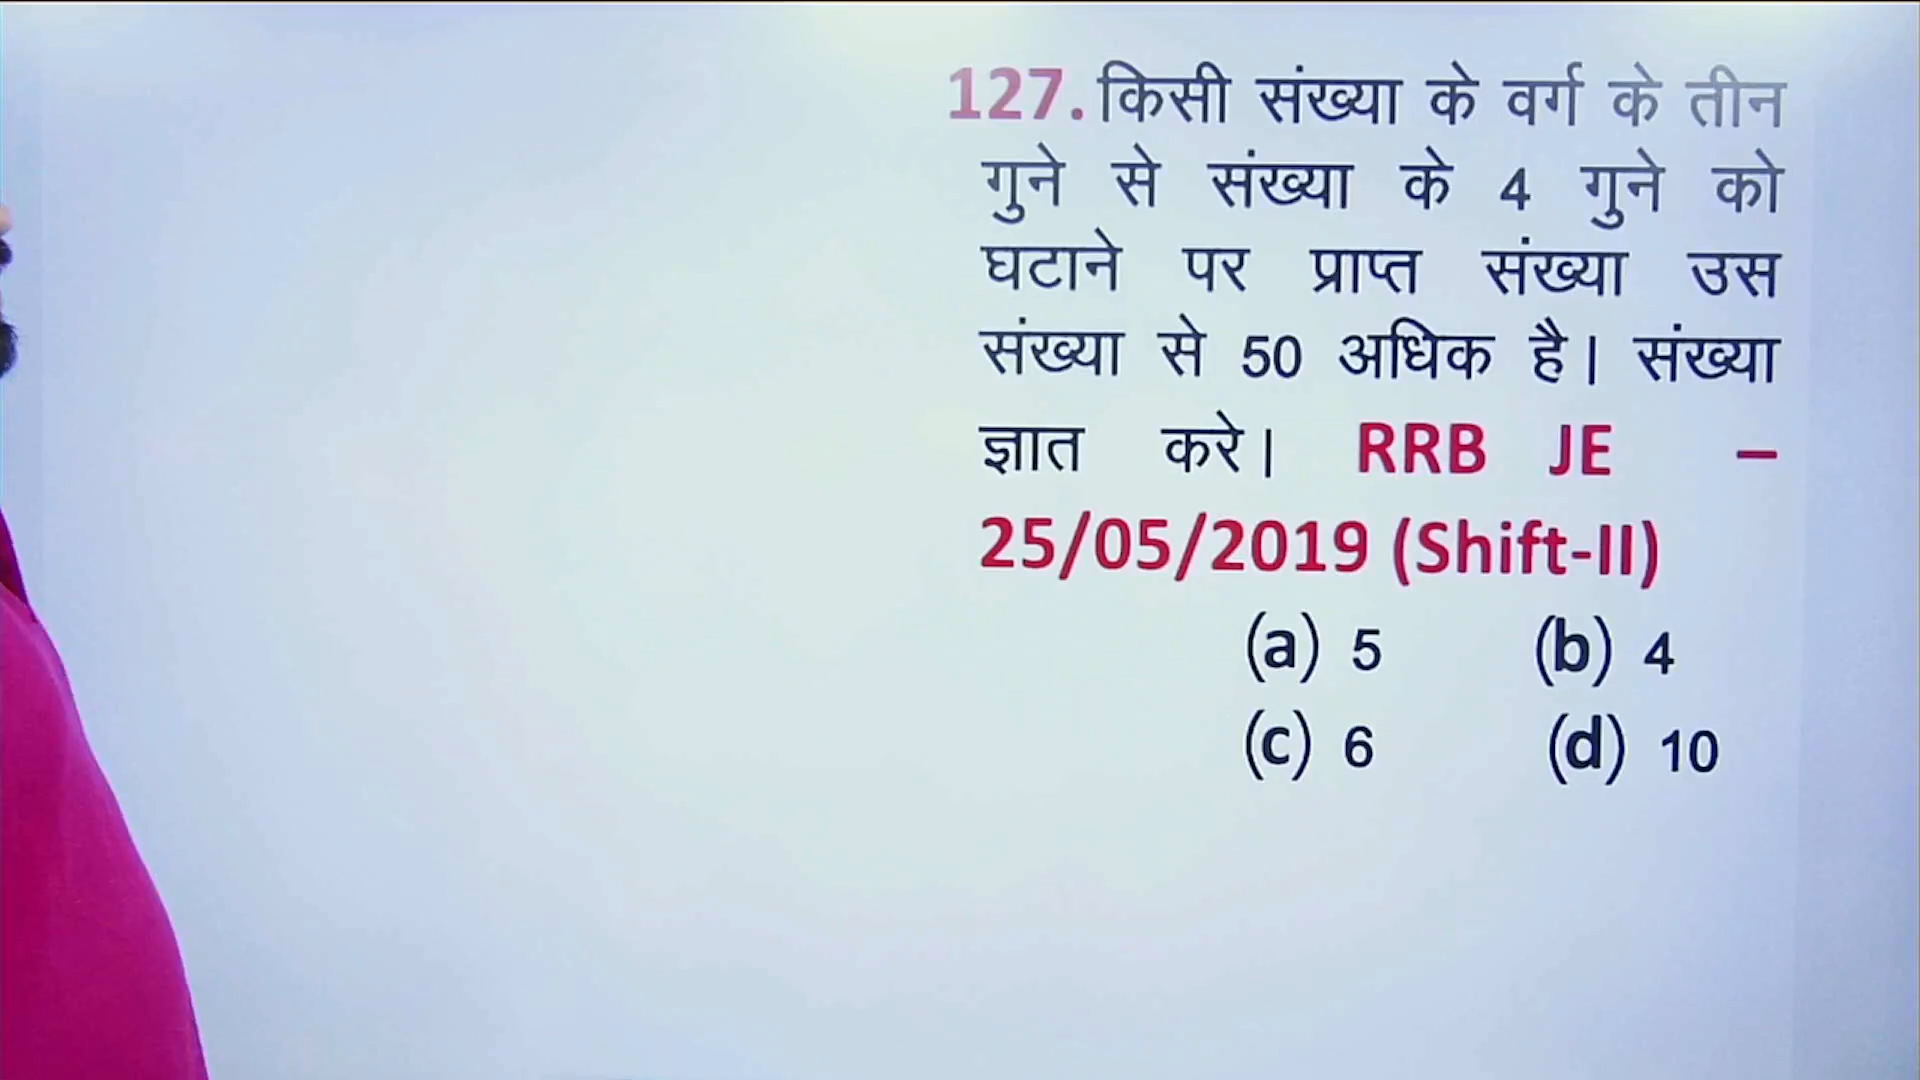 127. किसी संख्या के वर्ग के तीन
गुने से संख्या के 4 गुने को
घटाने पर प्राप्त संख्या उस
संख्या से 50 अधिक है। संख्या
ज्ञात करे। RRB JE –
25/05/2019 (Shift-II)
(a) 5 (b) 4
(c) 6 (d) 10